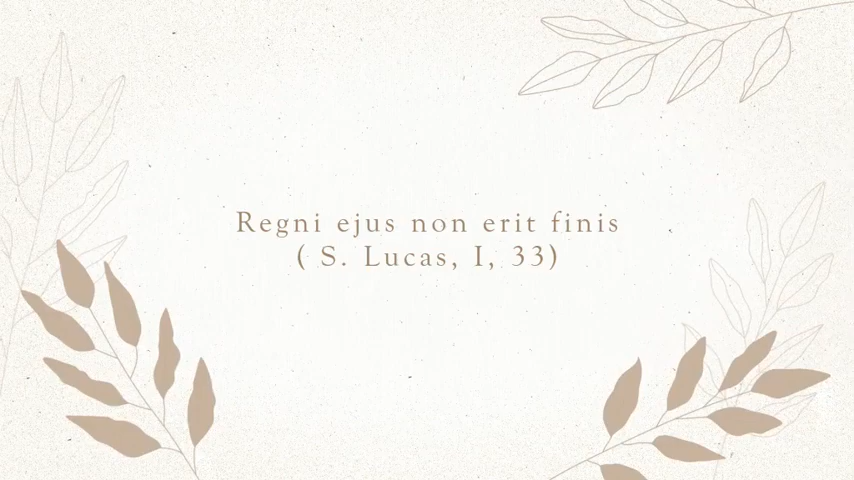 Regni ejus non erit finis
( S. Lucas, I, 33)